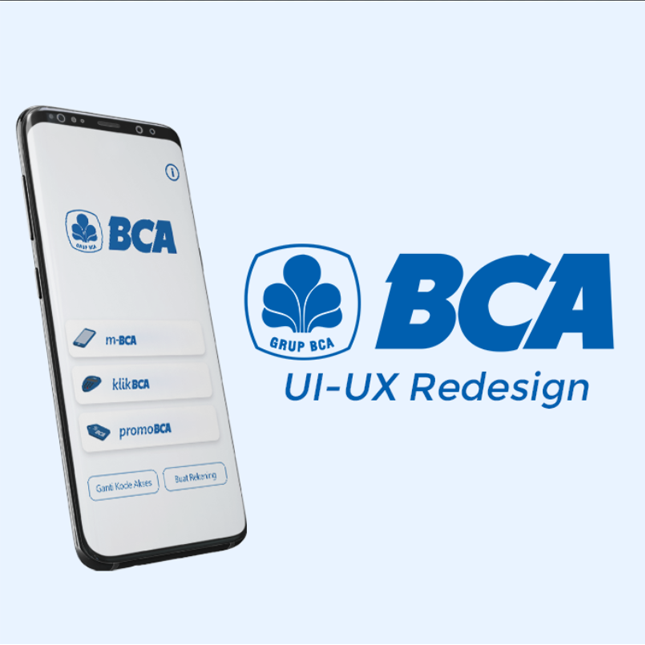 i
GRUP BCA
BCA
m-BCA
klikBCA
promoBCA
Ganti Kode Akses
Buat Rekening
GRUP BCA
BCA
UI-UX Redesign